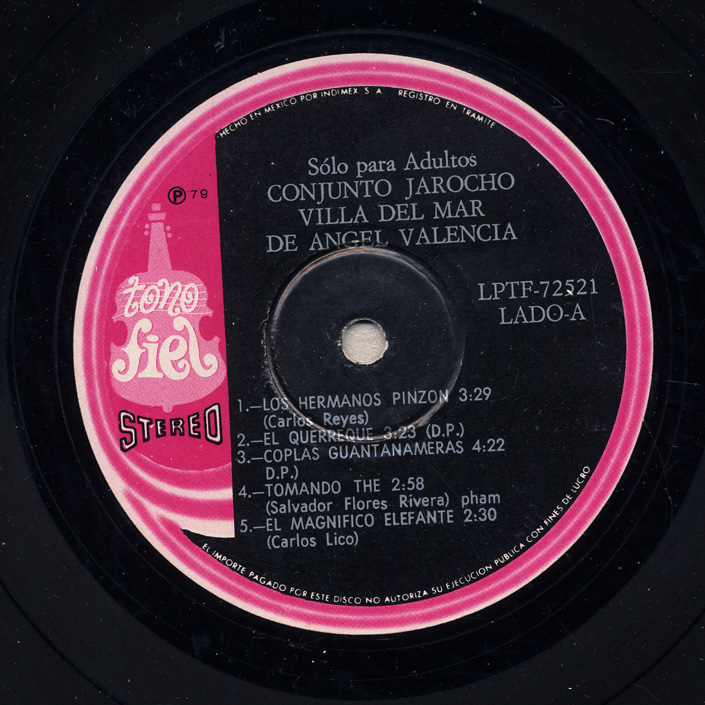 HECHO EN MEXICO POR INDIMEX S A REGISTRO EN TRAMITE
Sólo para Adultos
CONJUNTO JAROCHO
VILLA DEL MAR
DE ANGEL VALENCIA
Ⓟ 79
tono
fiel
STEREO
LPTF-72521
LADO-A
1.—LOS HERMANOS PINZON 3:29
(Carlos Reyes)
2.—EL QUERREQUE 3:23 (D.P.)
3.—COPLAS GUANTANAMERAS 4:22
D.P.)
4.—TOMANDO THE 2:58
(Salvador Flores Rivera) pham
5.—EL MAGNIFICO ELEFANTE 2:30
(Carlos Lico)
EL IMPORTE PAGADO POR ESTE DISCO NO AUTORIZA SU EJECUCION PUBLICA CON FINES DE LUCRO